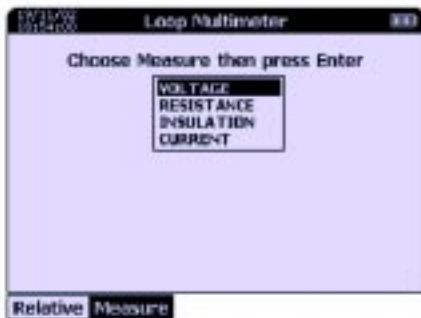 Loop Multimeter
Choose Measure then press Enter
VOLTAGE
RESISTANCE
INSULATION
CURRENT
Relative Measure